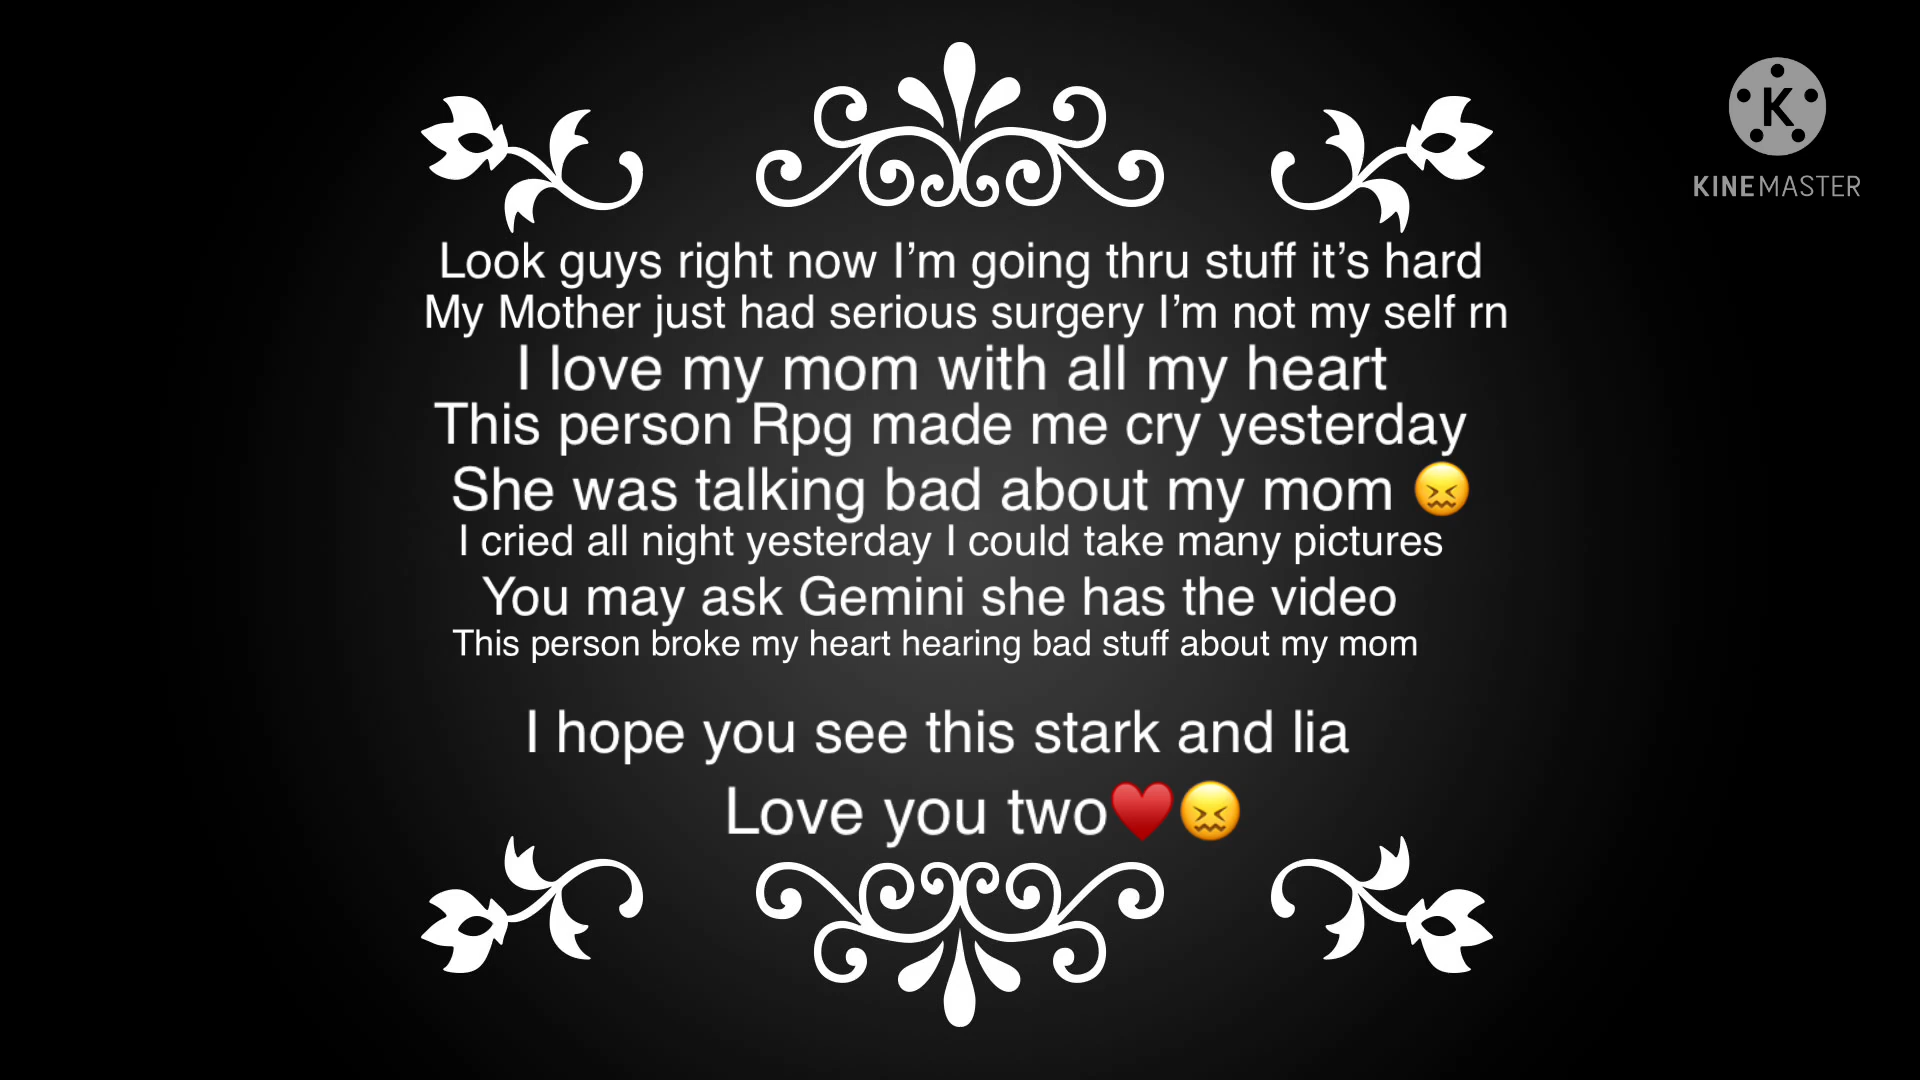 K
KINEMASTER
Look guys right now I’m going thru stuff it’s hard
My Mother just had serious surgery I’m not my self rn
I love my mom with all my heart
This person Rpg made me cry yesterday
She was talking bad about my mom 😖
I cried all night yesterday I could take many pictures
You may ask Gemini she has the video
This person broke my heart hearing bad stuff about my mom
I hope you see this stark and lia
Love you two♥️😖